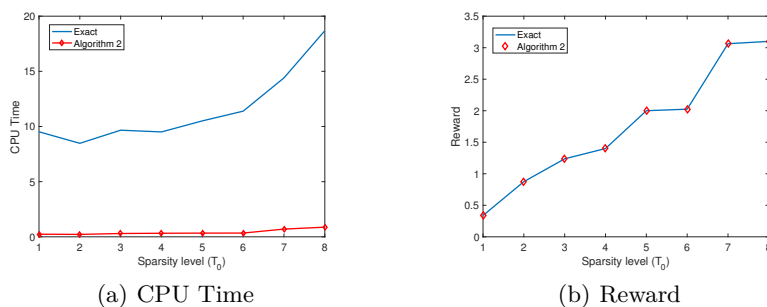 20
15
10
5
0
CPU Time
Exact
Algorithm 2
1 2 3 4 5 6 7 8
Sparsity level (T0)
(a) CPU Time
3.5
3
2.5
2
1.5
1
0.5
0
Reward
Exact
Algorithm 2
1 2 3 4 5 6 7 8
Sparsity level (T0)
(b) Reward